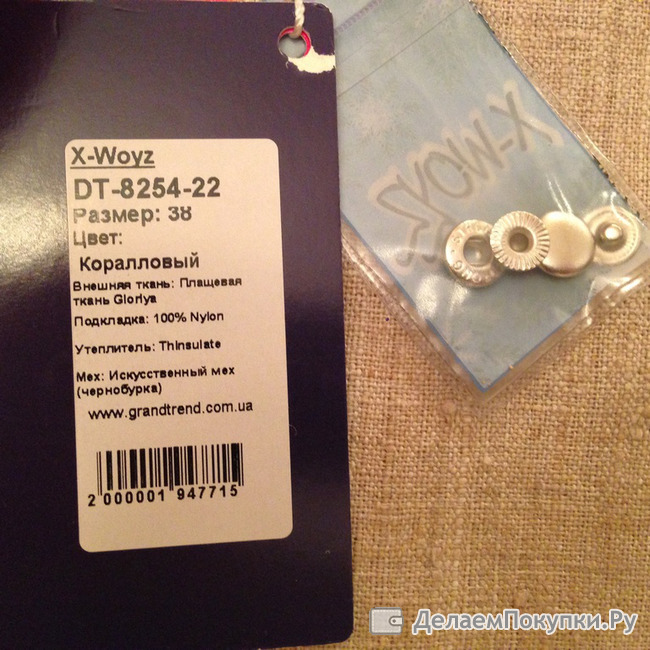 X-Woyz
DT-8254-22
Размер: 38
Цвет:
Коралловый
Внешняя ткань: Плащевая
ткань Gloriya
Подкладка: 100% Nylon
Утеплитель: Thinsulate
Мех: Искусственный мех
(чернобурка)
www.grandtrend.com.ua
2 000001 947715
X-WOYZ
ДелаемПокупки.Ру